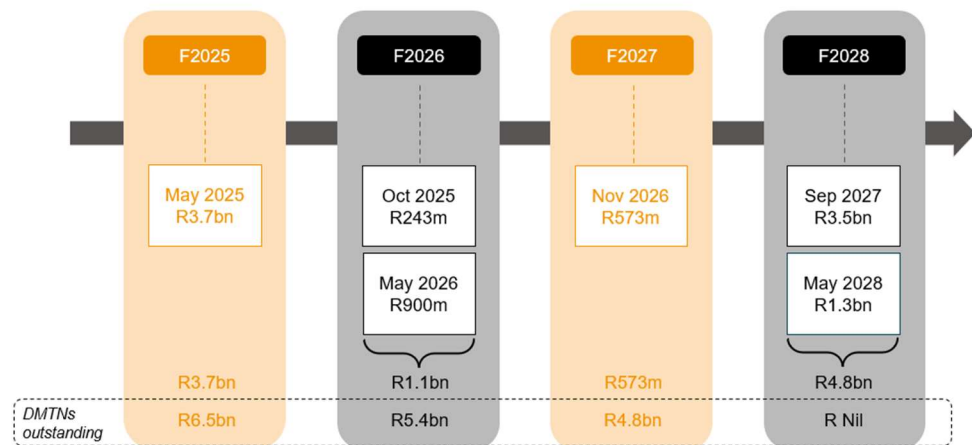 F2025
F2026
F2027
F2028
May 2025
R3.7bn
Oct 2025
R243m
Nov 2026
R573m
Sep 2027
R3.5bn
May 2026
R900m
May 2028
R1.3bn
R3.7bn
R1.1bn
R573m
R4.8bn
DMTNs
outstanding
R6.5bn
R5.4bn
R4.8bn
R Nil